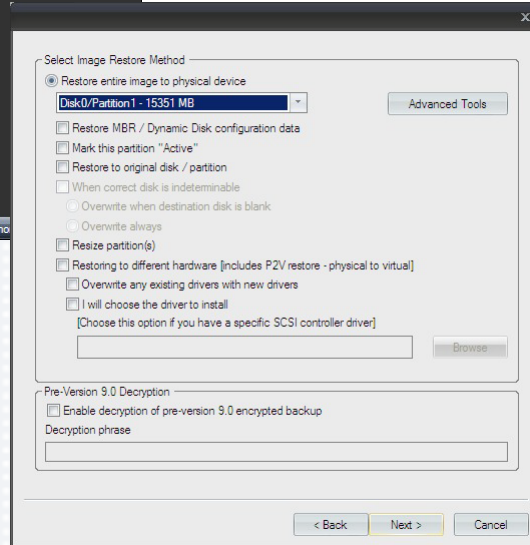 Select Image Restore Method
Restore entire image to physical device
Disk0/Partition1 - 15351 MB
Advanced Tools
Restore MBR / Dynamic Disk configuration data
Mark this partition "Active"
Restore to original disk / partition
When correct disk is indeterminable
Overwrite when destination disk is blank
Overwrite always
Resize partition(s)
Restoring to different hardware [includes P2V restore - physical to virtual]
Overwrite any existing drivers with new drivers
I will choose the driver to install
[Choose this option if you have a specific SCSI controller driver]
Browse
Pre-Version 9.0 Decryption
Enable decryption of pre-version 9.0 encrypted backup
Decryption phrase
< Back Next > Cancel